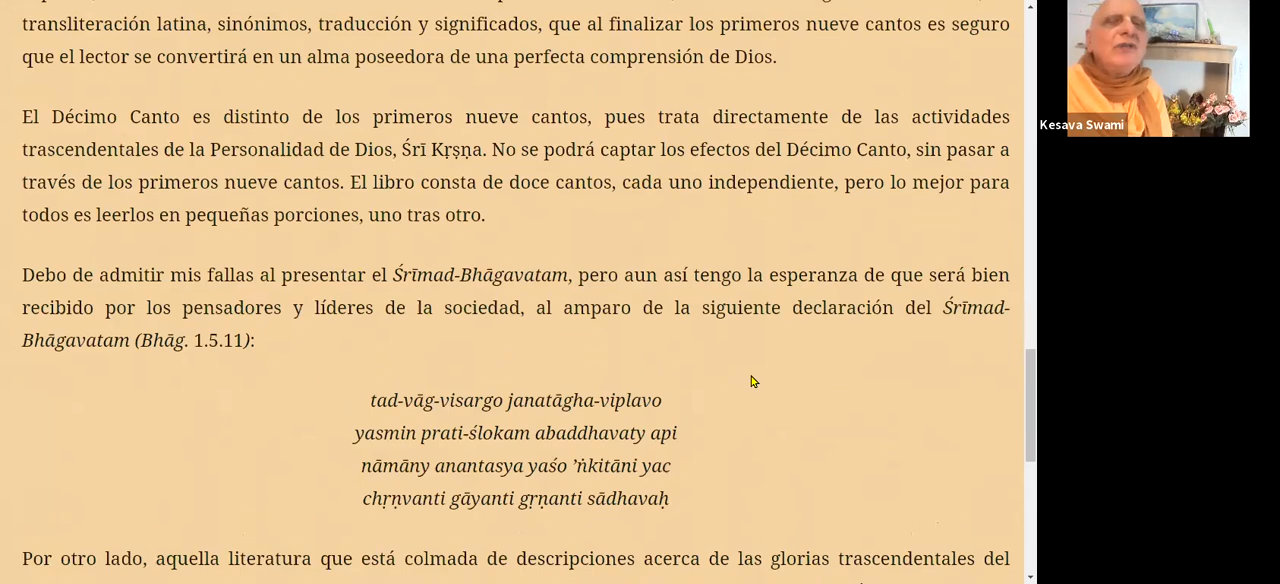 transliteración latina, sinónimos, traducción y significados, que al finalizar los primeros nueve cantos es seguro
que el lector se convertirá en un alma poseedora de una perfecta comprensión de Dios.
El Décimo Canto es distinto de los primeros nueve cantos, pues trata directamente de las actividades
trascendentales de la Personalidad de Dios, Śrī Kṛṣṇa. No se podrá captar los efectos del Décimo Canto, sin pasar a
través de los primeros nueve cantos. El libro consta de doce cantos, cada uno independiente, pero lo mejor para
todos es leerlos en pequeñas porciones, uno tras otro.
Debo de admitir mis fallas al presentar el Śrīmad-Bhāgavatam, pero aun así tengo la esperanza de que será bien
recibido por los pensadores y líderes de la sociedad, al amparo de la siguiente declaración del Śrīmad-
Bhāgavatam (Bhāg. 1.5.11):
tad-vāg-visargo janatāgha-viplavo
yasmin prati-ślokam abaddhavaty api
nāmāny anantasya yaśo ’ṅkitāni yac
chṛṇvanti gāyanti gṛṇanti sādhavaḥ
Por otro lado, aquella literatura que está colmada de descripciones acerca de las glorias trascendentales del
Kesava Swami